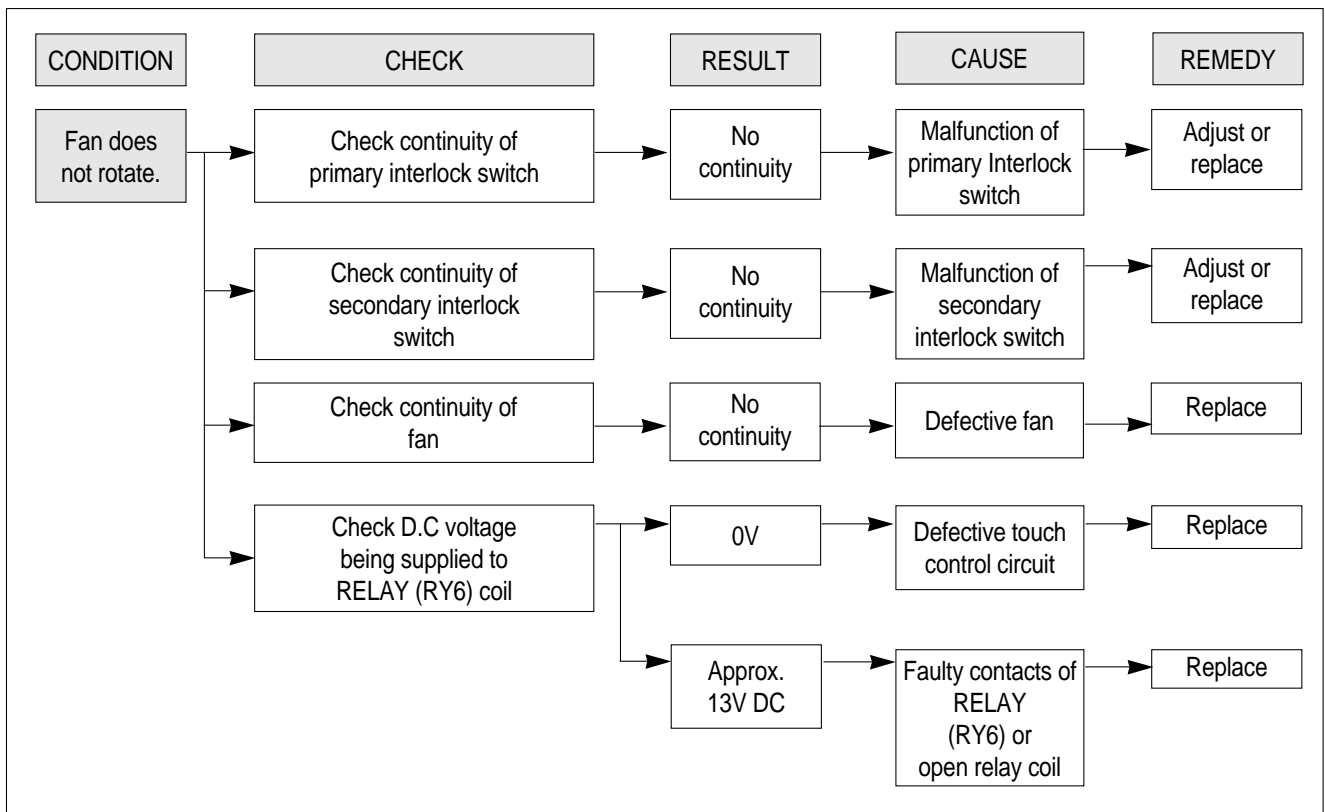 CONDITION
CHECK
RESULT
CAUSE
REMEDY
Fan does
not rotate.
Check continuity of
primary interlock switch
No
continuity
Malfunction of
primary Interlock
switch
Adjust or
replace
Check continuity of
secondary interlock
switch
No
continuity
Malfunction of
secondary
interlock switch
Adjust or
replace
Check continuity of
fan
No
continuity
Defective fan
Replace
Check D.C voltage
being supplied to
RELAY (RY6) coil
0V
Defective touch
control circuit
Replace
Approx.
13V DC
Faulty contacts of
RELAY
(RY6) or
open relay coil
Replace